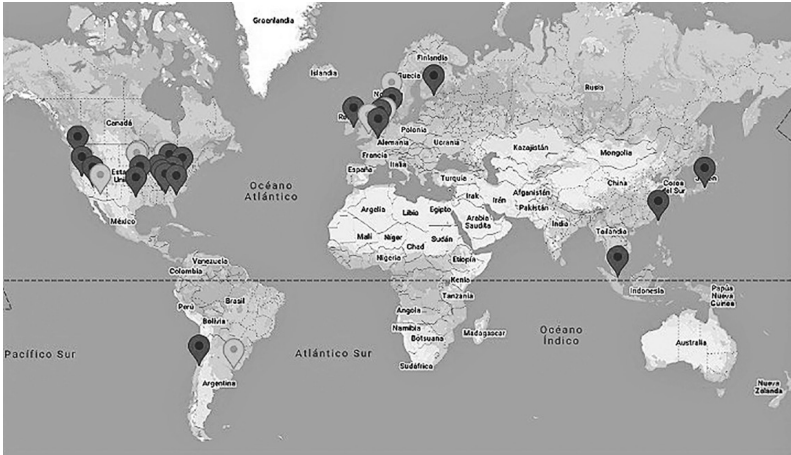 Groenlandia
Islandia
Finlandia
Suecia
Rusia
Canadá
Polonia
Alemania
Ucrania
Francia
Italia
España
Kazajistán
Mongolia
Turquía
Océano
Atlántico
Irak
Irán
Afganistán
Pakistán
China
Corea
del Sur
México
Argelia
Libia
Egipto
Arabia
Saudita
India
Tailandia
Malí
Níger
Chad
Sudán
Nigeria
Etiopía
Venezuela
Colombia
Kenia
Indonesia
Papúa
Nueva
Guinea
Tanzania
Perú
Brasil
Bolivia
Angola
Namibia
Botsuana
Madagascar
Océano
Índico
Pacífico Sur
Atlántico Sur
Sudáfrica
Australia
Argentina
Nueva
Zelanda